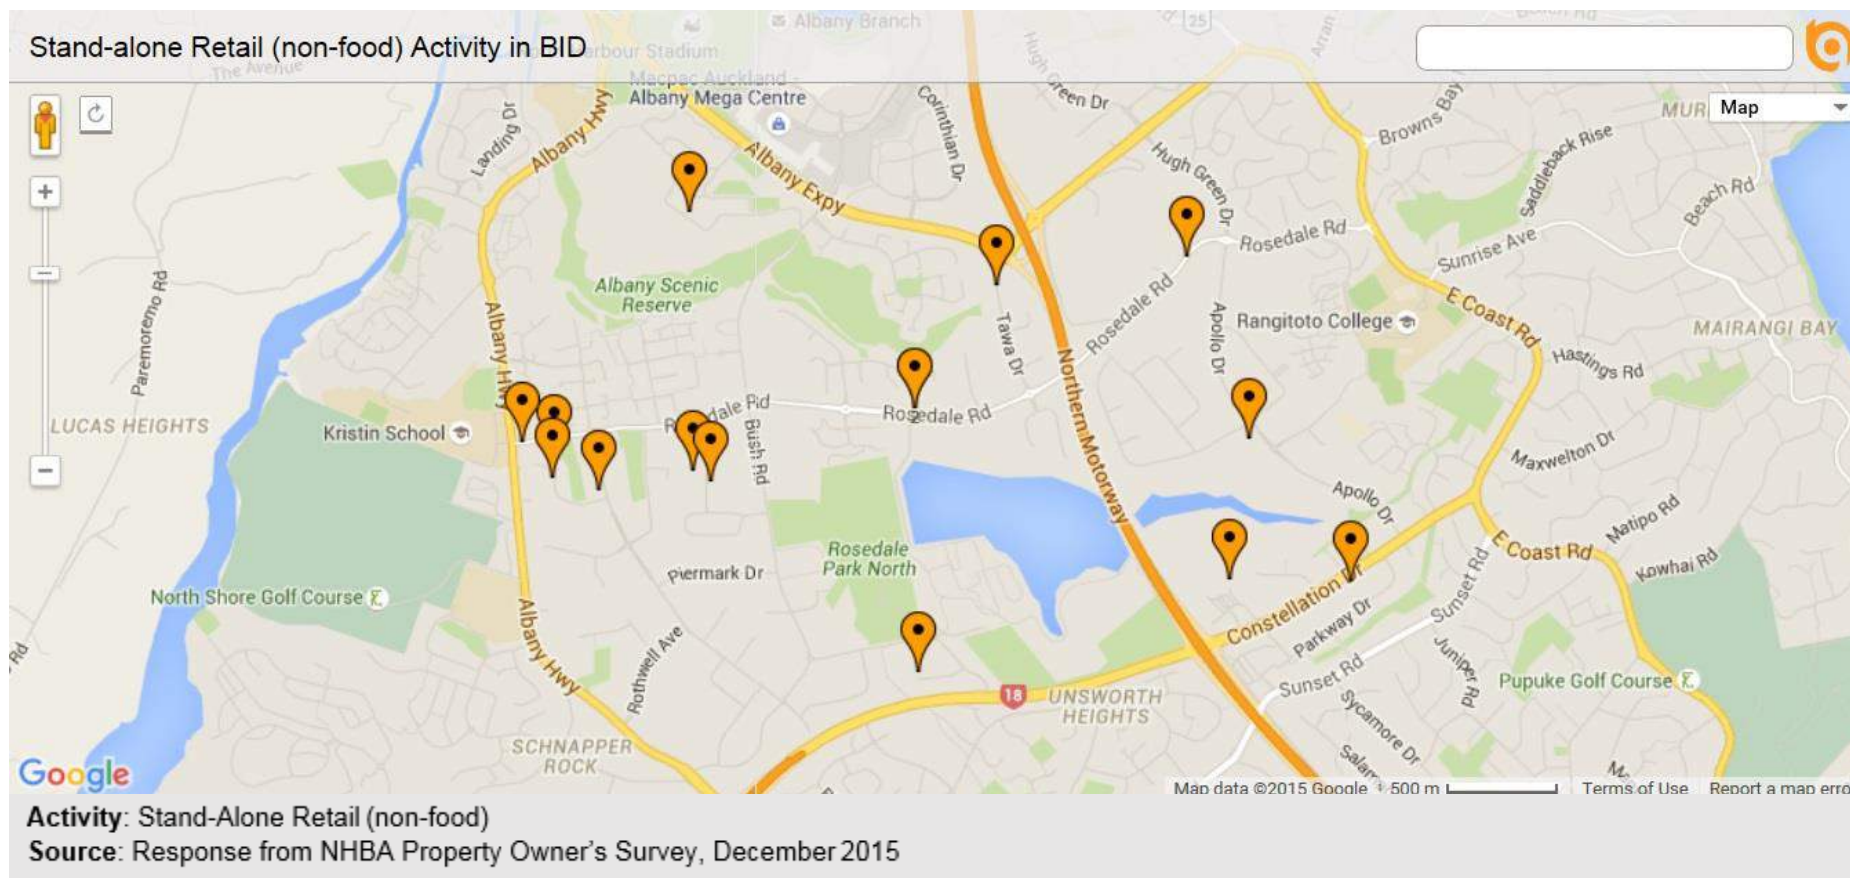 Stand-alone Retail (non-food) Activity in BID
Albany Branch
25
Harbour Stadium
The Avenue
Macpac Auckland -
Albany Mega Centre
Hugh Green Dr
Corinthian Dr
Landing Dr
Albany Hwy
Albany Expy
Map
Browns Bay
Saddleback Rise
Beach Rd
Hugh Green Dr
Rosedale Rd
Sunrise Ave
Albany Scenic
Reserve
Paremoremo Rd
Albany Hwy
Tawa Dr
Rosedale Rd
Apollo Dr
Rangitoto College
E Coast Rd
MAIRANGI BAY
Hastings Rd
Northern Motorway
LUCAS HEIGHTS
Kristin School
Bush Rd
Rosedale Rd
Maxwelton Dr
Apollo Dr
Matipo Rd
E Coast Rd
Kowhai Rd
Rosedale
Park North
Piermark Dr
North Shore Golf Course
Albany Hwy
Rothwell Ave
Constellation Dr
Parkway Dr
Sunset Rd
Sunset Rd
Juniper Rd
Pupuke Golf Course
18
UNSWORTH
HEIGHTS
Sycamore Dr
SCHNAPPER
ROCK
Rd
Google
Map data ©2015 Google
500 m
Terms of Use
Report a map erro
Activity: Stand-Alone Retail (non-food)
Source: Response from NHBA Property Owner's Survey, December 2015